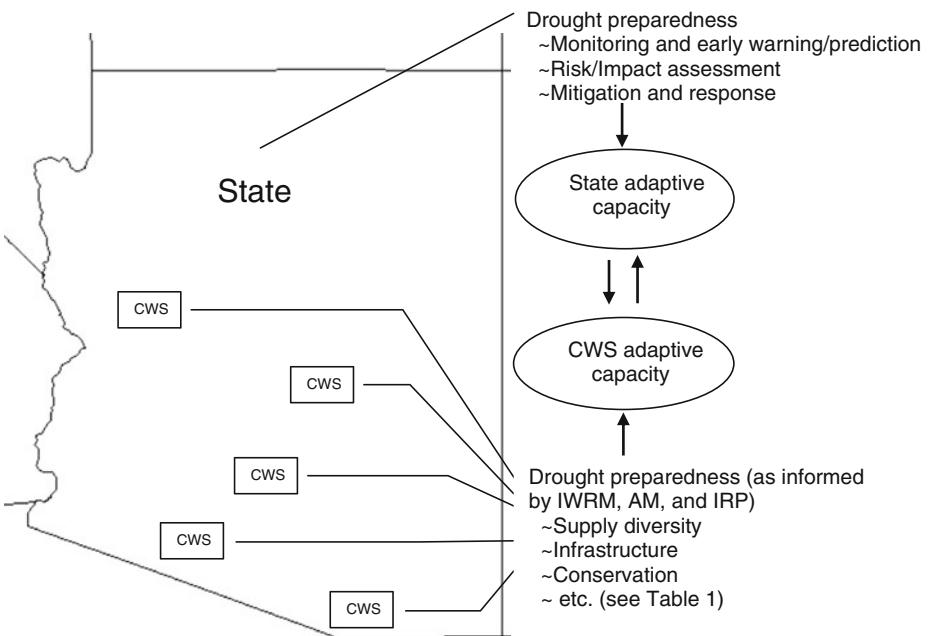 Drought preparedness
~Monitoring and early warning/prediction
~Risk/Impact assessment
~Mitigation and response
State adaptive
capacity
State
CWS
CWS adaptive
capacity
CWS
CWS
Drought preparedness (as informed
by IWRM, AM, and IRP)
~Supply diversity
~Infrastructure
~Conservation
~ etc. (see Table 1)
CWS
CWS